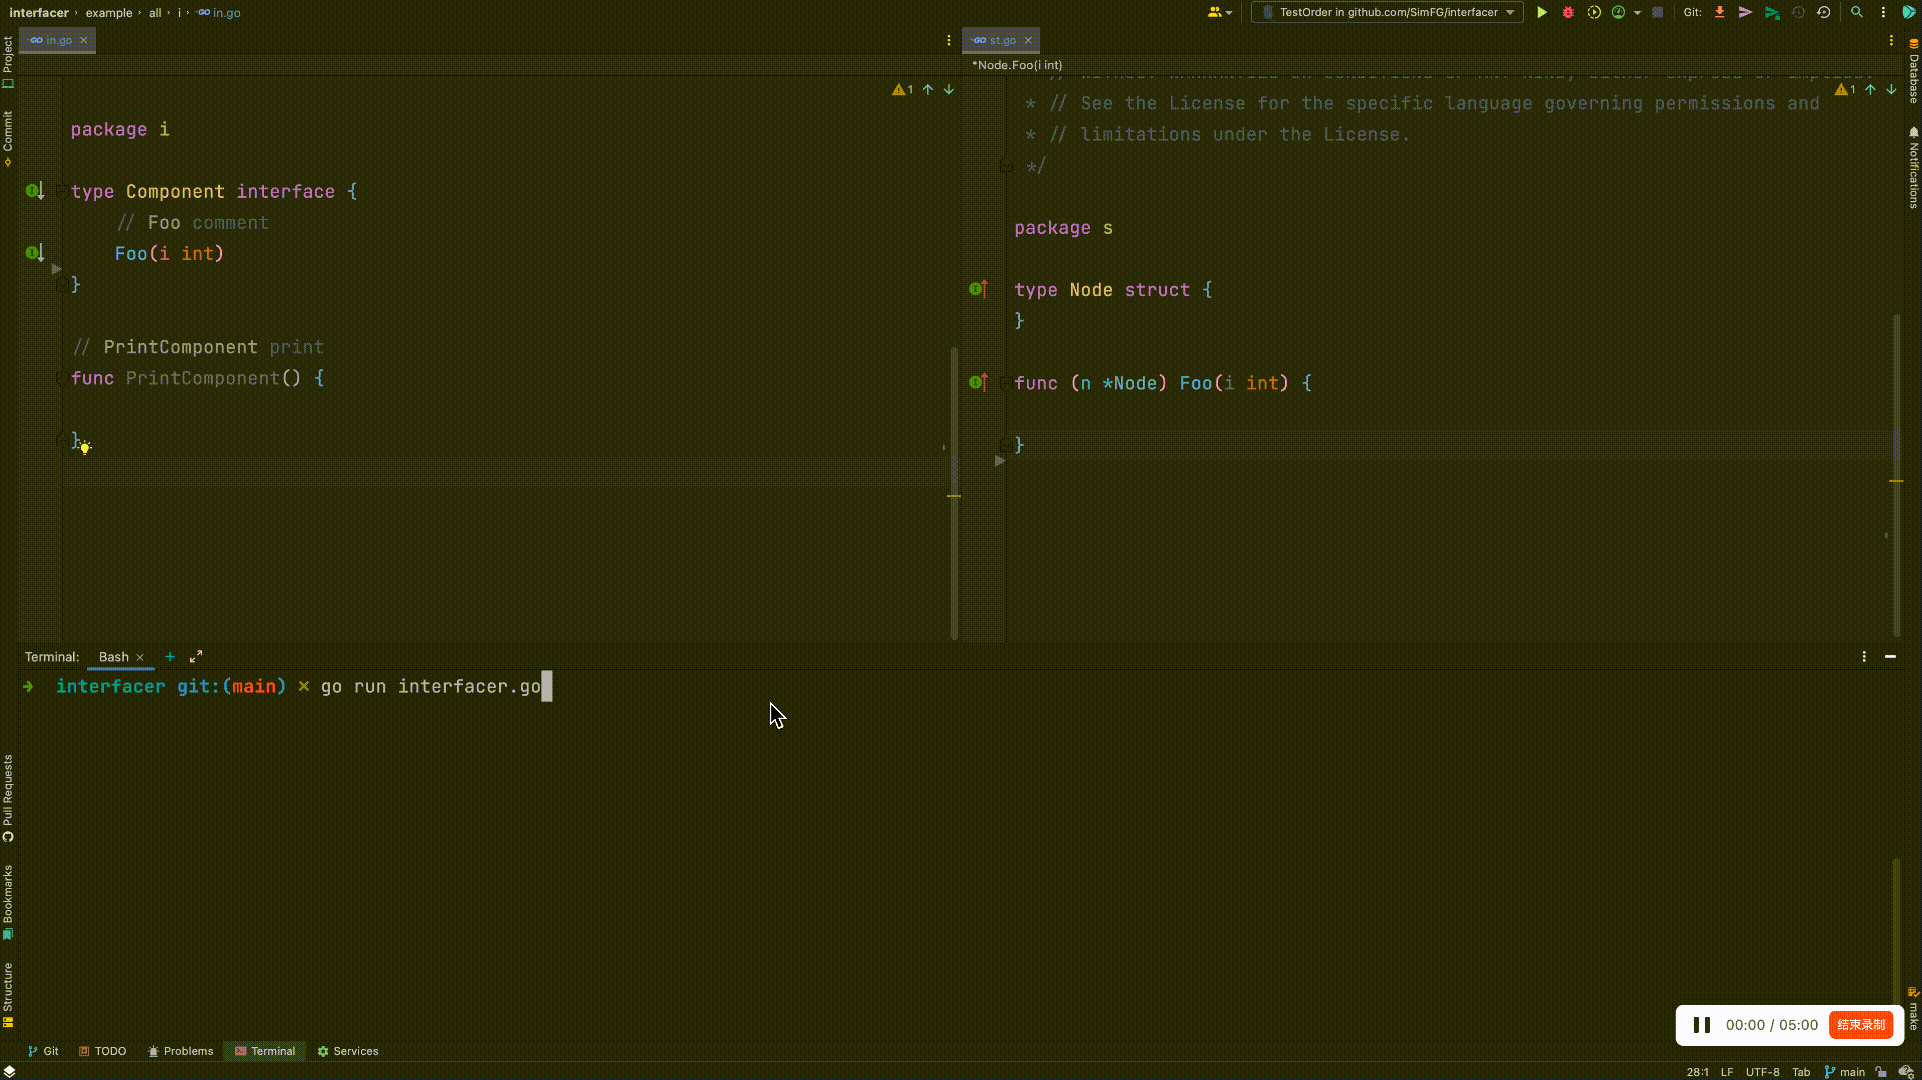 interfacer › example › all › i › in.go
TestOrder in github.com/SimFG/interfacer
Git:
in.go ×
st.go ×
*Node.Foo(i int)
Project
Commit
Pull Requests
Bookmarks
Structure
1
package i
type Component interface {
// Foo comment
Foo(i int)
}
// PrintComponent print
func PrintComponent() {
}
1
* // See the License for the specific language governing permissions and
* // limitations under the License.
*/
package s
type Node struct {
}
func (n *Node) Foo(i int) {
}
Database
Notifications
make
Terminal: Bash × +
→ interfacer git:(main) × go run interfacer.go
00:00 / 05:00 结束录制
Git TODO Problems Terminal Services
28:1 LF UTF-8 Tab main